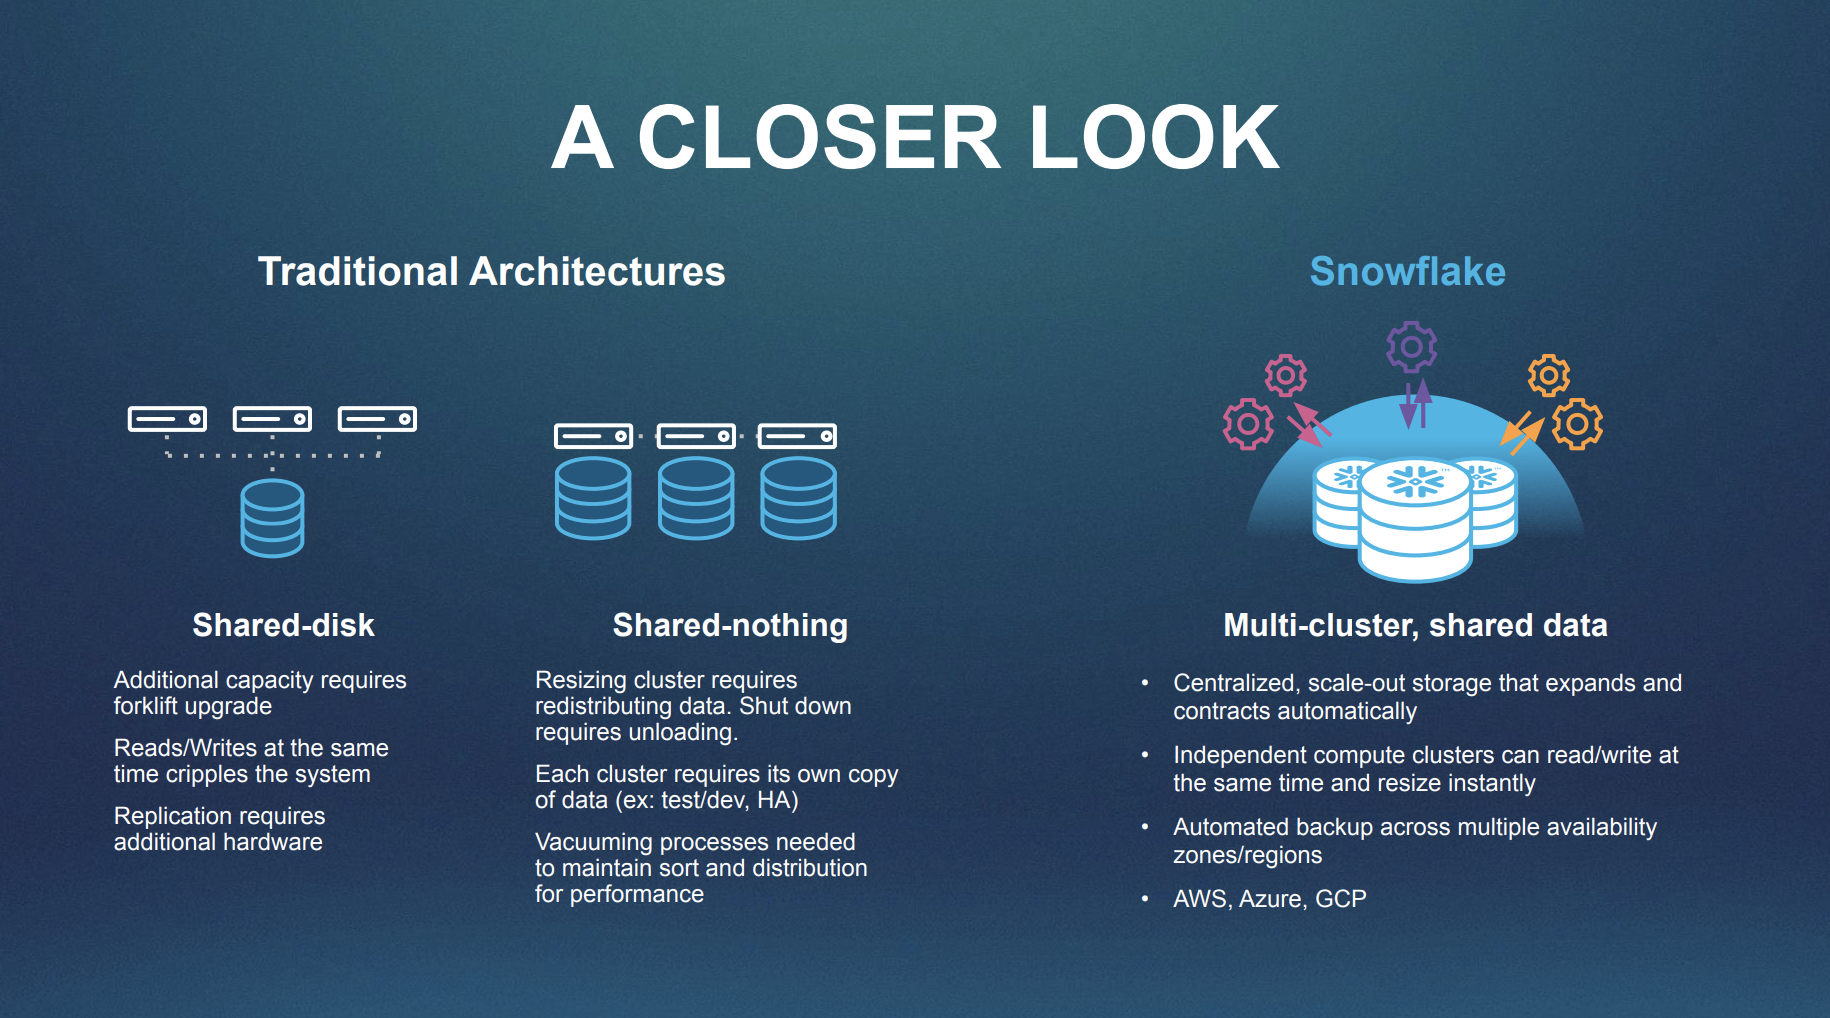 A CLOSER LOOK
Traditional Architectures
Shared-disk
Additional capacity requires
forklift upgrade
Reads/Writes at the same
time cripples the system
Replication requires
additional hardware
Shared-nothing
Resizing cluster requires
redistributing data. Shut down
requires unloading.
Each cluster requires its own copy
of data (ex: test/dev, HA)
Vacuuming processes needed
to maintain sort and distribution
for performance
Snowflake
Multi-cluster, shared data
• Centralized, scale-out storage that expands and
contracts automatically
• Independent compute clusters can read/write at
the same time and resize instantly
• Automated backup across multiple availability
zones/regions
• AWS, Azure, GCP